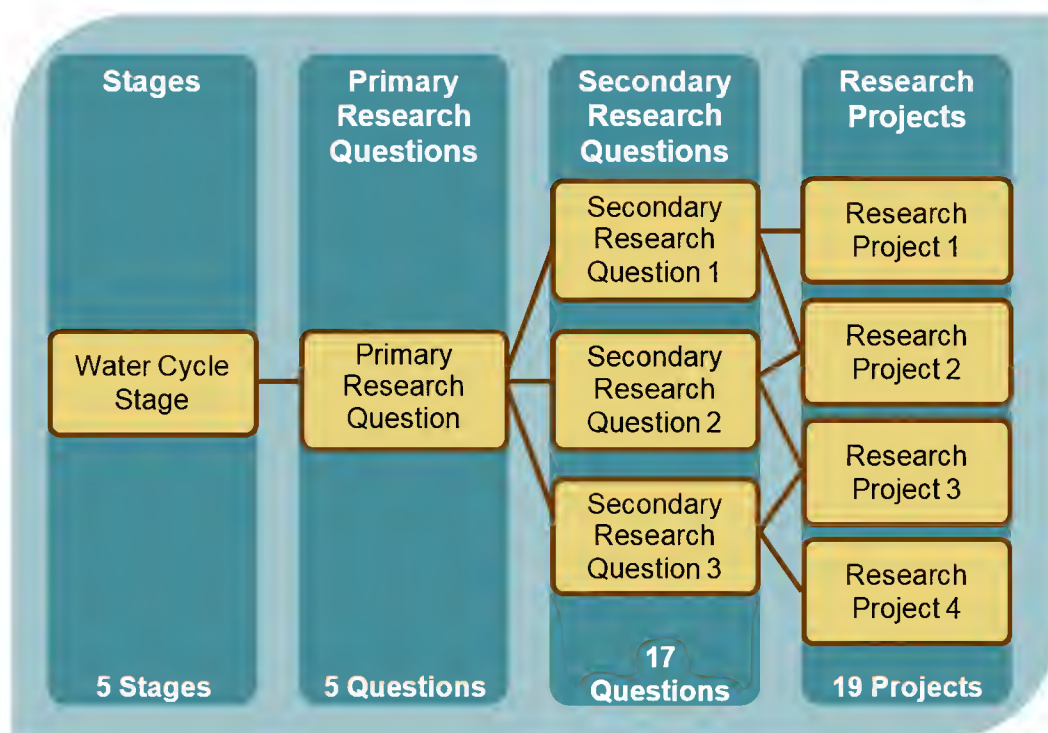 Stages
Primary
Research
Questions
Secondary
Research
Questions
Research
Projects
Water Cycle
Stage
Primary
Research
Question
Secondary
Research
Question 1
Secondary
Research
Question 2
Secondary
Research
Question 3
Research
Project 1
Research
Project 2
Research
Project 3
Research
Project 4
5 Stages
5 Questions
17
Questions
19 Projects